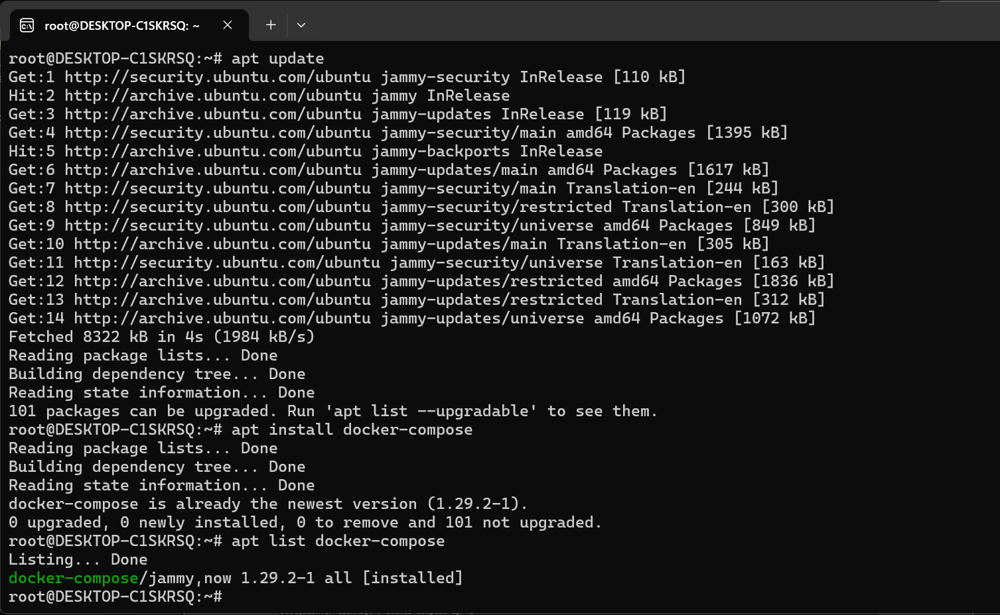 root@DESKTOP-C1SKRSQ: ~
root@DESKTOP-C1SKRSQ:~# apt update
Get:1 http://security.ubuntu.com/ubuntu jammy-security InRelease [110 kB]
Hit:2 http://archive.ubuntu.com/ubuntu jammy InRelease
Get:3 http://archive.ubuntu.com/ubuntu jammy-updates InRelease [119 kB]
Get:4 http://security.ubuntu.com/ubuntu jammy-security/main amd64 Packages [1395 kB]
Hit:5 http://archive.ubuntu.com/ubuntu jammy-backports InRelease
Get:6 http://archive.ubuntu.com/ubuntu jammy-updates/main amd64 Packages [1617 kB]
Get:7 http://security.ubuntu.com/ubuntu jammy-security/main Translation-en [244 kB]
Get:8 http://security.ubuntu.com/ubuntu jammy-security/restricted Translation-en [300 kB]
Get:9 http://security.ubuntu.com/ubuntu jammy-security/universe amd64 Packages [849 kB]
Get:10 http://archive.ubuntu.com/ubuntu jammy-updates/main Translation-en [305 kB]
Get:11 http://security.ubuntu.com/ubuntu jammy-security/universe Translation-en [163 kB]
Get:12 http://archive.ubuntu.com/ubuntu jammy-updates/restricted amd64 Packages [1836 kB]
Get:13 http://archive.ubuntu.com/ubuntu jammy-updates/restricted Translation-en [312 kB]
Get:14 http://archive.ubuntu.com/ubuntu jammy-updates/universe amd64 Packages [1072 kB]
Fetched 8322 kB in 4s (1984 kB/s)
Reading package lists... Done
Building dependency tree... Done
Reading state information... Done
101 packages can be upgraded. Run 'apt list --upgradable' to see them.
root@DESKTOP-C1SKRSQ:~# apt install docker-compose
Reading package lists... Done
Building dependency tree... Done
Reading state information... Done
docker-compose is already the newest version (1.29.2-1).
0 upgraded, 0 newly installed, 0 to remove and 101 not upgraded.
root@DESKTOP-C1SKRSQ:~# apt list docker-compose
Listing... Done
docker-compose/jammy,now 1.29.2-1 all [installed]
root@DESKTOP-C1SKRSQ:~#